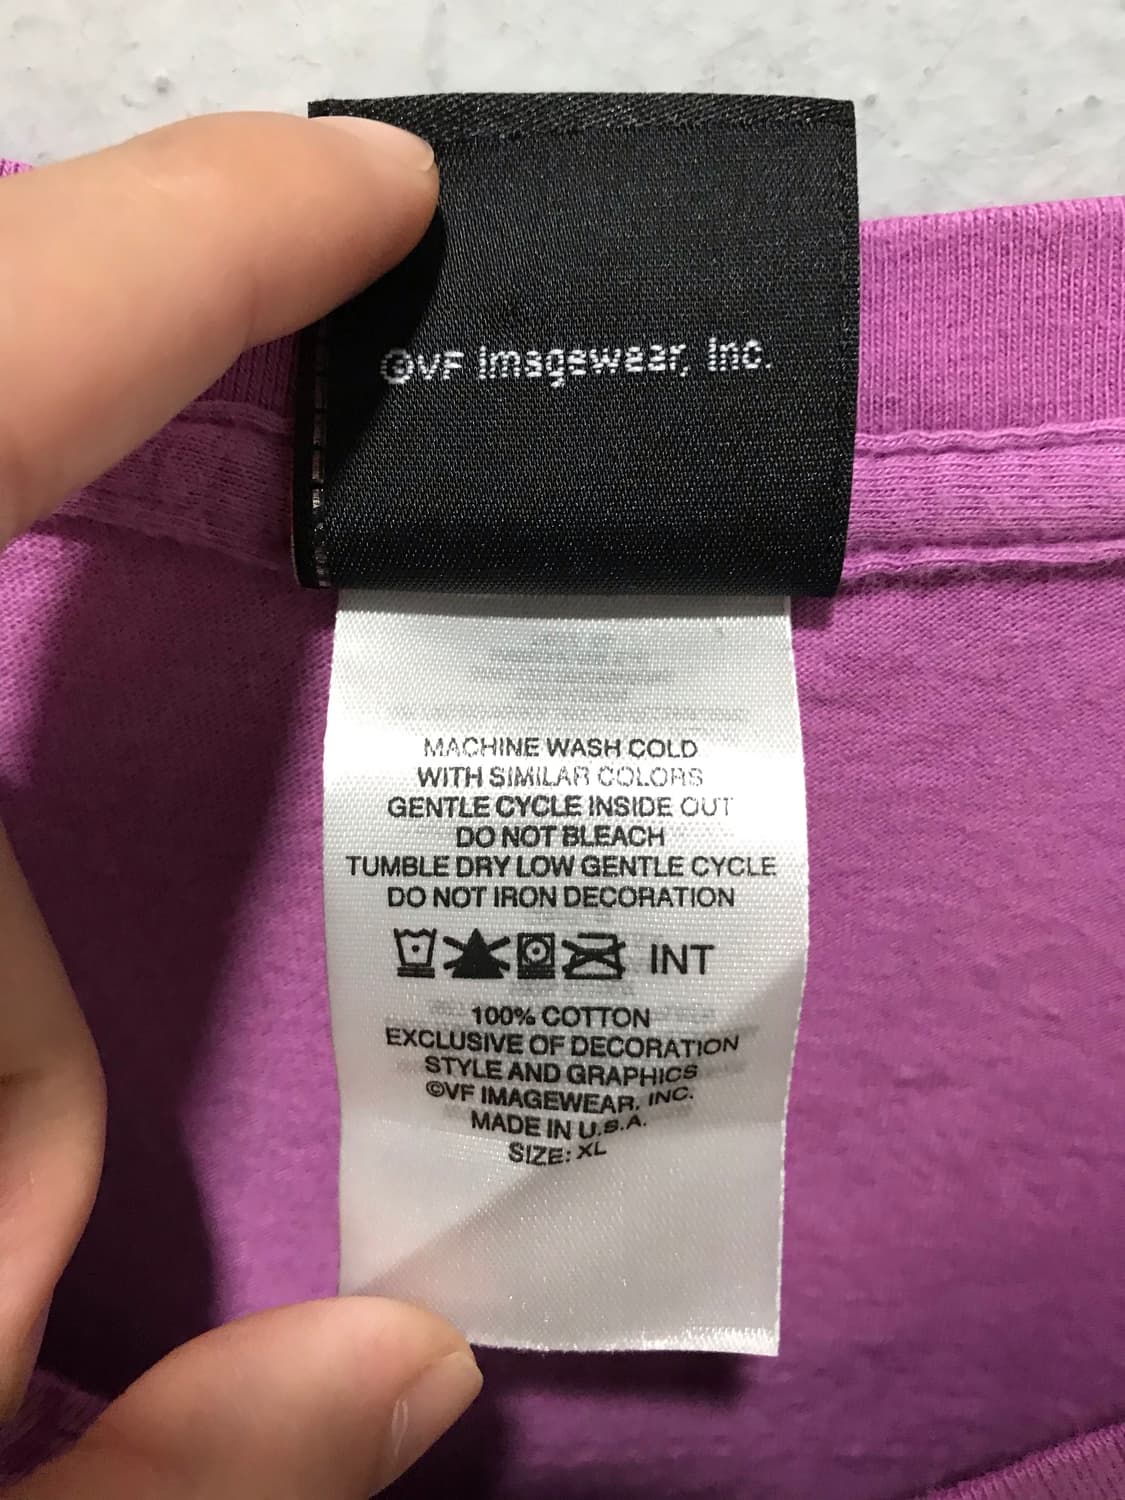 ©VF Imagewear, Inc.
MACHINE WASH COLD
WITH SIMILAR COLORS
GENTLE CYCLE INSIDE OUT
DO NOT BLEACH
TUMBLE DRY LOW GENTLE CYCLE
DO NOT IRON DECORATION
INT
100% COTTON
EXCLUSIVE OF DECORATION
STYLE AND GRAPHICS
©VF IMAGEWEAR, INC.
MADE IN U.S.A.
SIZE: XL